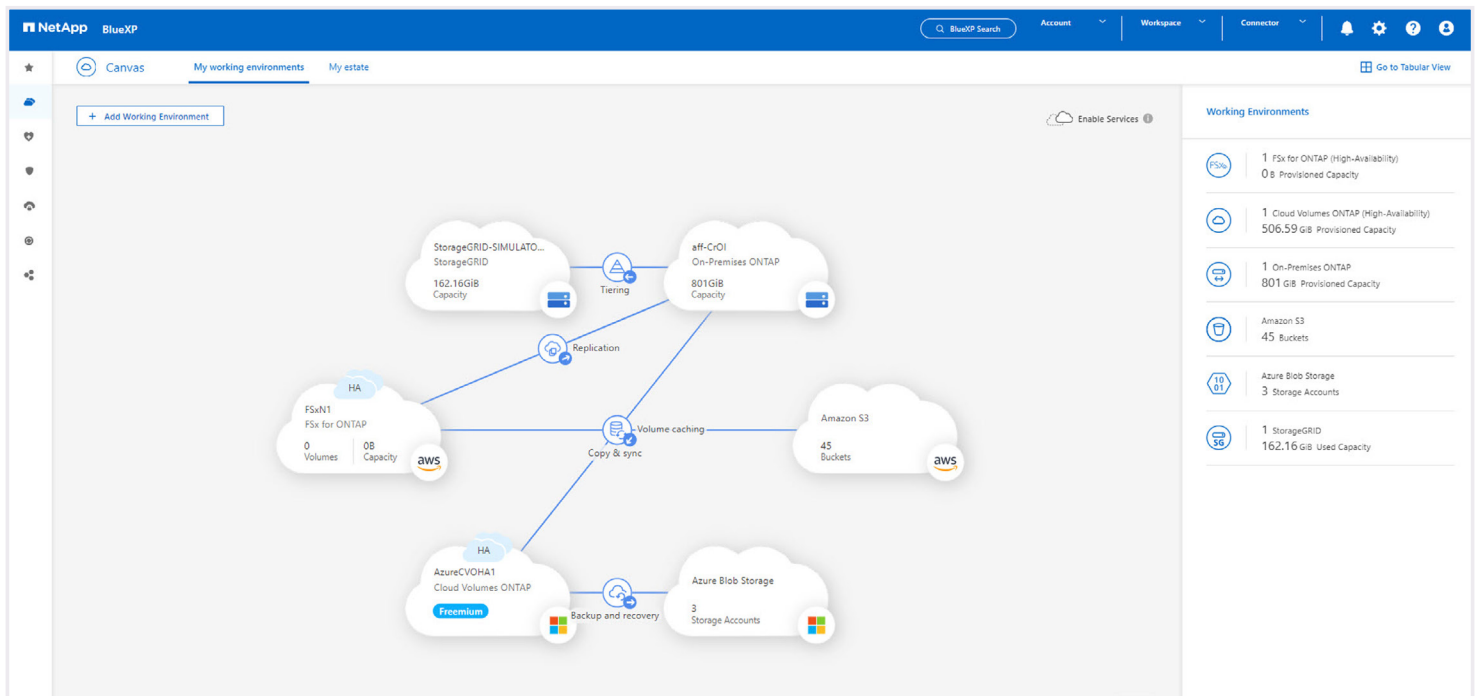 NetApp BlueXP
BlueXP Search
Account
Workspace
Connector
Canvas
My working environments
My estate
Go to Tabular View
+ Add Working Environment
Enable Services
StorageGRID-SIMULATO...
StorageGRID
162.16GiB
Capacity
Tiering
aff-CrOI
On-Premises ONTAP
801GiB
Capacity
Replication
HA
FSxN1
FSx for ONTAP
0
Volumes
0B
Capacity
aws
Volume caching
Copy & sync
Amazon S3
45
Buckets
aws
HA
AzureCVOHA1
Cloud Volumes ONTAP
Freemium
Backup and recovery
Azure Blob Storage
3
Storage Accounts
Working Environments
FSx
1 FSx for ONTAP (High-Availability)
0 B Provisioned Capacity
1 Cloud Volumes ONTAP (High-Availability)
506.59 GiB Provisioned Capacity
1 On-Premises ONTAP
801 GiB Provisioned Capacity
Amazon S3
45 Buckets
10
01
Azure Blob Storage
3 Storage Accounts
SG
1 StorageGRID
162.16 GiB Used Capacity